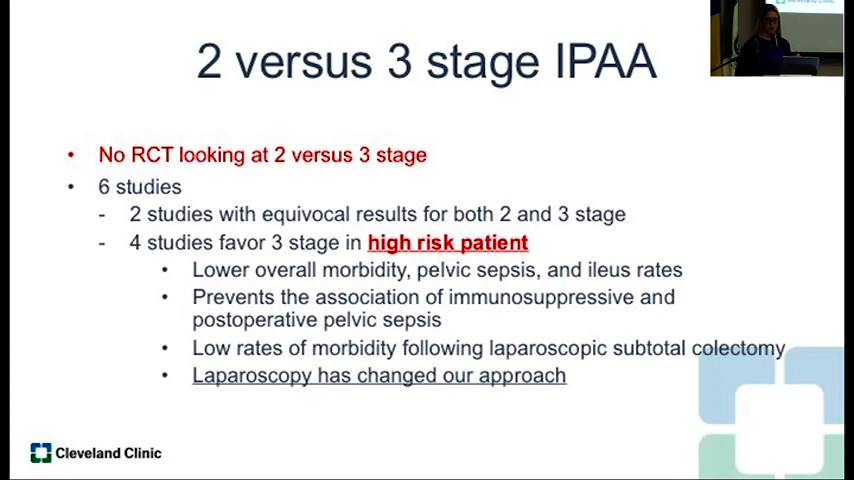 2 versus 3 stage IPAA
• No RCT looking at 2 versus 3 stage
• 6 studies
- 2 studies with equivocal results for both 2 and 3 stage
- 4 studies favor 3 stage in high risk patient
• Lower overall morbidity, pelvic sepsis, and ileus rates
• Prevents the association of immunosuppressive and
postoperative pelvic sepsis
• Low rates of morbidity following laparoscopic subtotal colectomy
• Laparoscopy has changed our approach
Cleveland Clinic